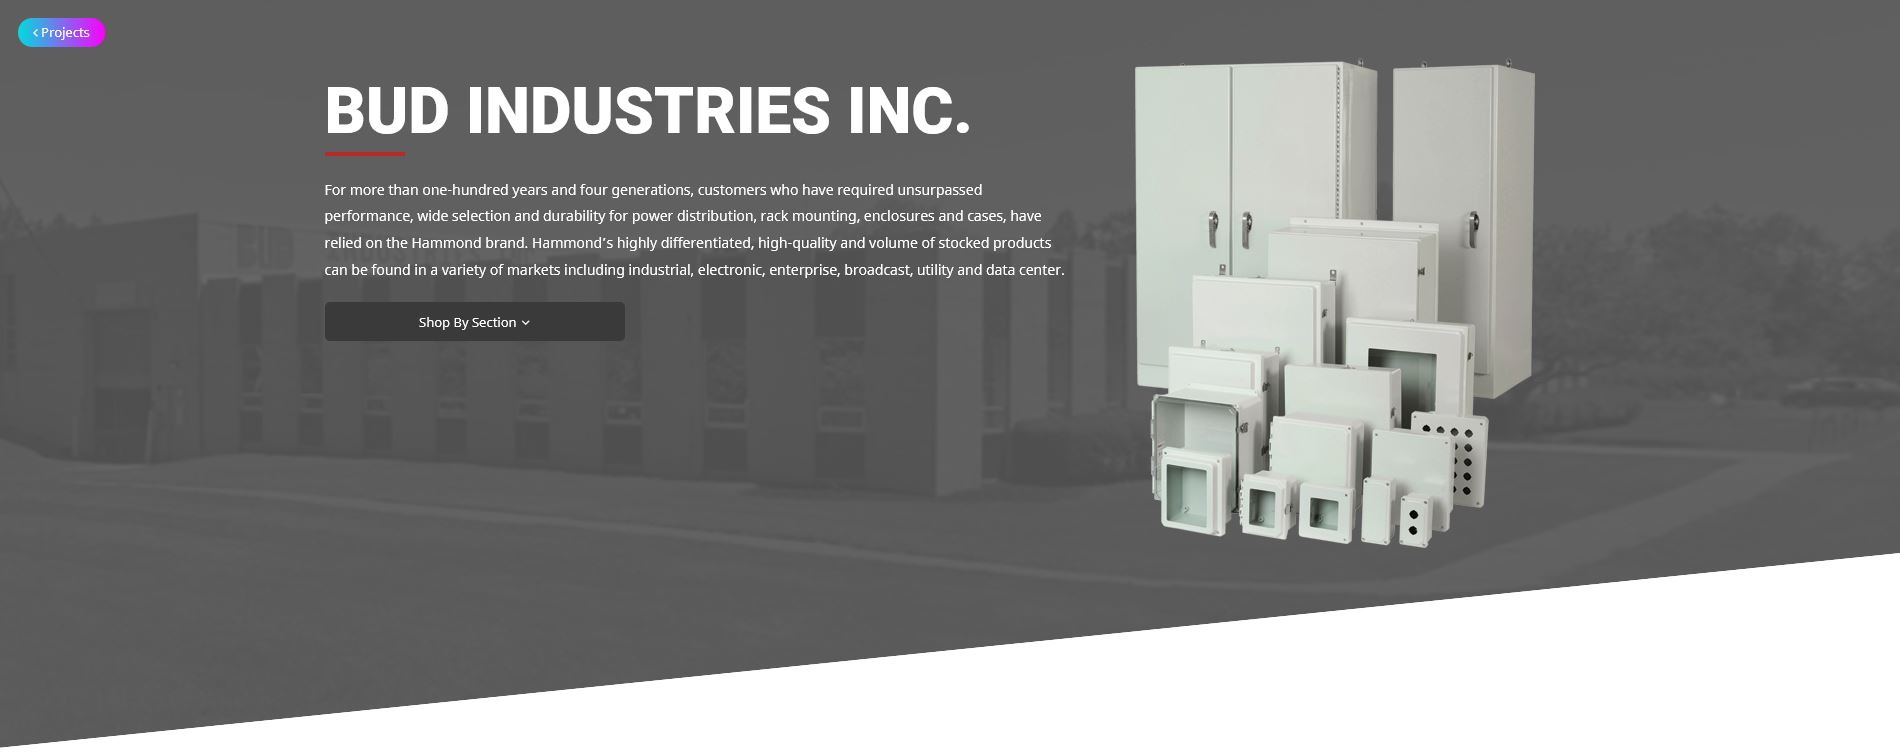 Projects
BUD INDUSTRIES INC.
For more than one-hundred years and four generations, customers who have required unsurpassed
performance, wide selection and durability for power distribution, rack mounting, enclosures and cases, have
relied on the Hammond brand. Hammond's highly differentiated, high-quality and volume of stocked products
can be found in a variety of markets including industrial, electronic, enterprise, broadcast, utility and data center.
Shop By Section
BUD
INDUSTRIES